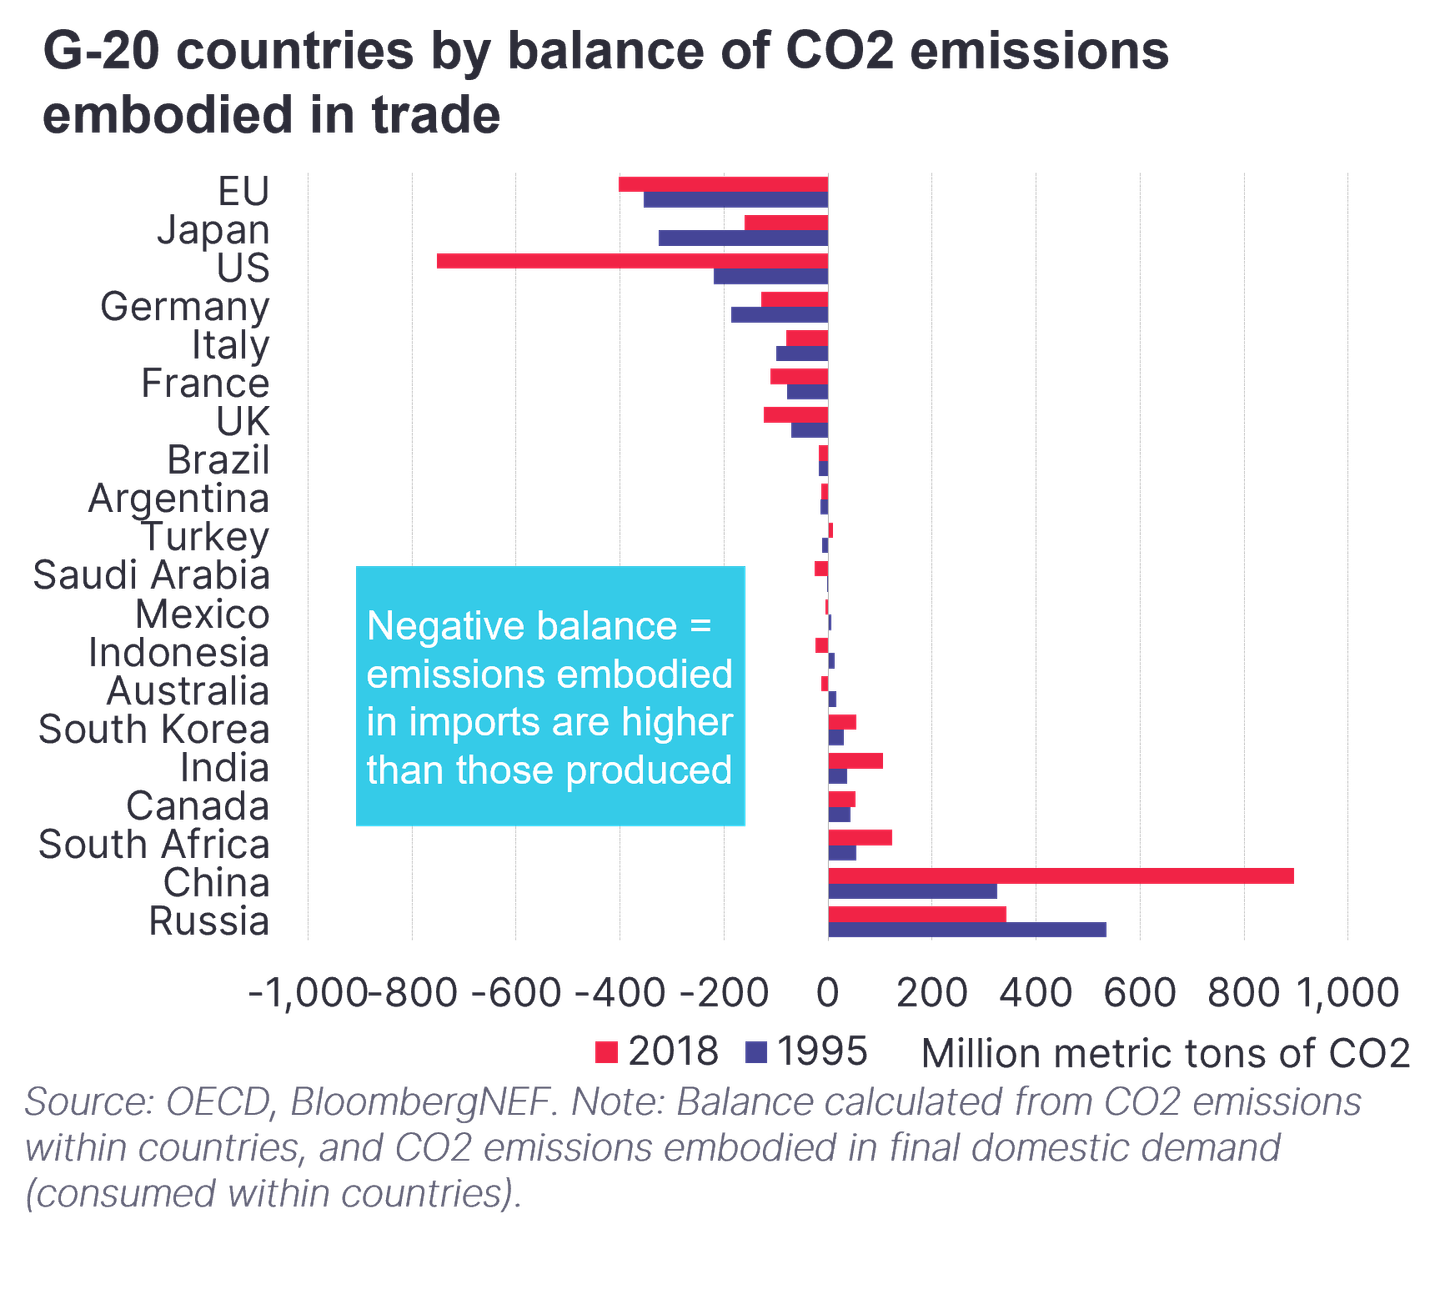 G-20 countries by balance of CO2 emissions
embodied in trade
EU
Japan
US
Germany
Italy
France
UK
Brazil
Argentina
Turkey
Saudi Arabia
Mexico
Indonesia
Australia
South Korea
India
Canada
South Africa
China
Russia
Negative balance =
emissions embodied
in imports are higher
than those produced
-1,000 -800 -600 -400 -200 0 200 400 600 800 1,000
2018 1995 Million metric tons of CO2
Source: OECD, BloombergNEF. Note: Balance calculated from CO2 emissions
within countries, and CO2 emissions embodied in final domestic demand
(consumed within countries).